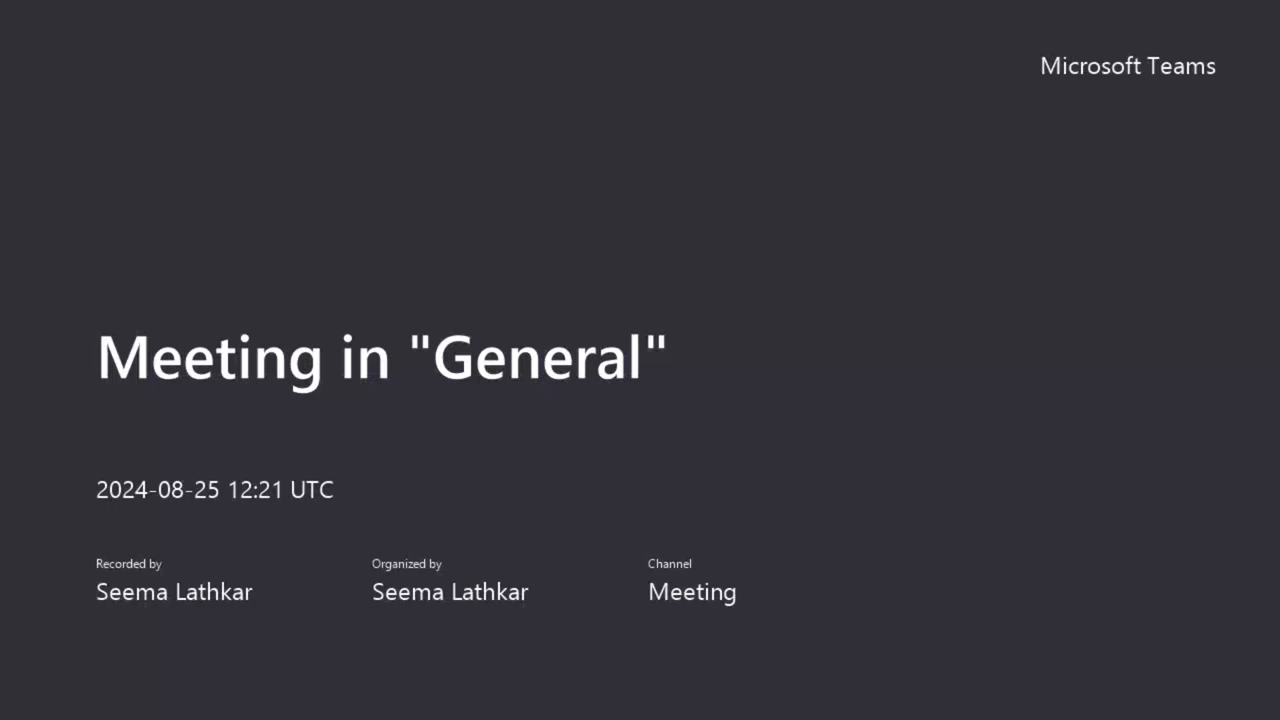 Microsoft Teams
Meeting in "General"
2024-08-25 12:21 UTC
Recorded by
Seema Lathkar
Organized by
Seema Lathkar
Channel
Meeting